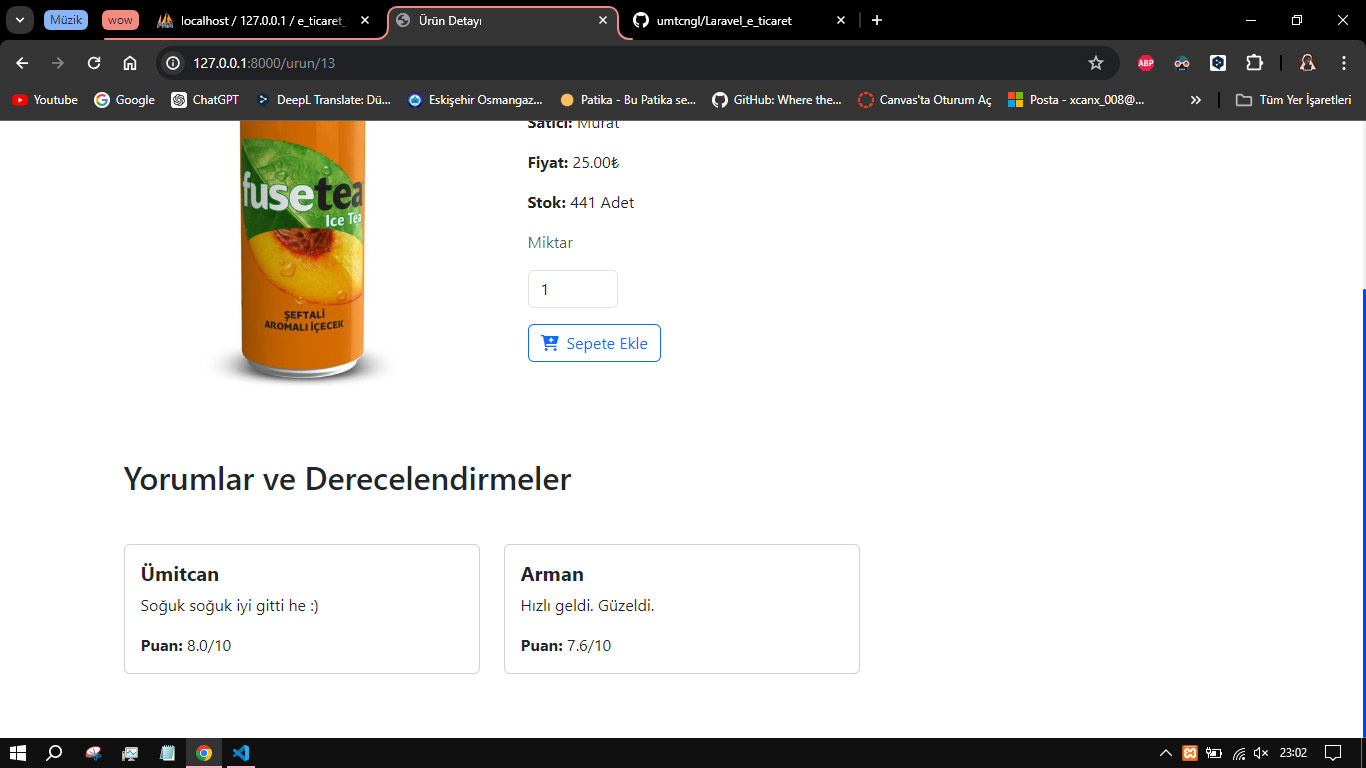 Müzik
wow
localhost / 127.0.0.1 / e_ticaret_
Ürün Detayı
umtcngl/Laravel_e_ticaret
127.0.0.1:8000/urun/13
ABP
Youtube
Google
ChatGPT
DeepL Translate: Dü...
Eskişehir Osmangaz...
Patika - Bu Patika se...
GitHub: Where the...
Canvas'ta Oturum Aç
Posta - xcanx_008@...
Tüm Yer İşaretleri
Satıcı: Murat
Fiyat: 25.00₺
Stok: 441 Adet
Miktar
1
Sepete Ekle
fusetea
Ice Tea
ŞEFTALİ
AROMALI İÇECEK
Yorumlar ve Derecelendirmeler
Ümitcan
Soğuk soğuk iyi gitti he :)
Puan: 8.0/10
Arman
Hızlı geldi. Güzeldi.
Puan: 7.6/10
23:02